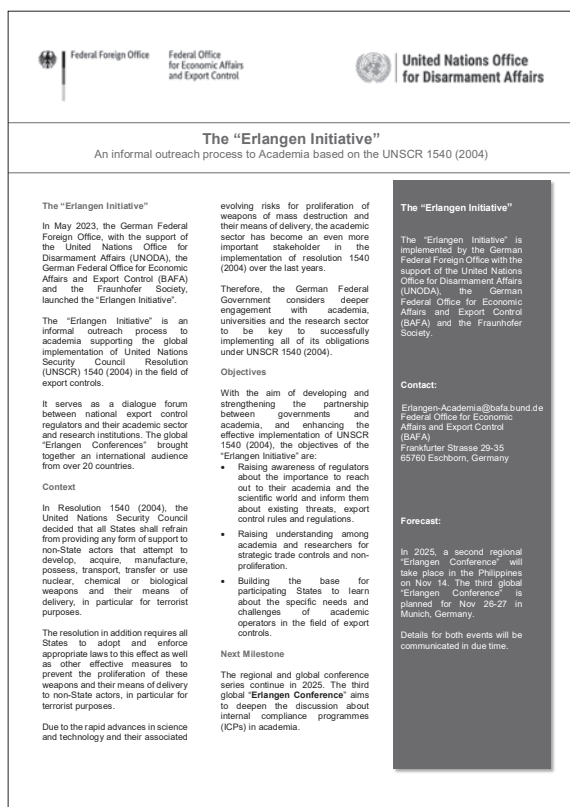 Federal Foreign Office
Federal Office
for Economic Affairs
and Export Control
United Nations Office
for Disarmament Affairs
The “Erlangen Initiative”
An informal outreach process to Academia based on the UNSCR 1540 (2004)
The “Erlangen Initiative”
In May 2023, the German Federal
Foreign Office, with the support of
the United Nations Office for
Disarmament Affairs (UNODA), the
German Federal Office for Economic
Affairs and Export Control (BAFA)
and the Fraunhofer Society,
launched the “Erlangen Initiative”.
The “Erlangen Initiative” is an
informal outreach process to
academia supporting the global
implementation of United Nations
Security Council Resolution
(UNSCR) 1540 (2004) in the field of
export controls.
It serves as a dialogue forum
between national export control
regulators and their academic sector
and research institutions. The global
“Erlangen Conferences” brought
together an international audience
from over 20 countries.
Context
In Resolution 1540 (2004), the
United Nations Security Council
decided that all States shall refrain
from providing any form of support to
non-State actors that attempt to
develop, acquire, manufacture,
possess, transport, transfer or use
nuclear, chemical or biological
weapons and their means of
delivery, in particular for terrorist
purposes.
The resolution in addition requires all
States to adopt and enforce
appropriate laws to this effect as well
as other effective measures to
prevent the proliferation of these
weapons and their means of delivery
to non-State actors, in particular for
terrorist purposes.
Due to the rapid advances in science
and technology and their associated
evolving risks for proliferation of
weapons of mass destruction and
their means of delivery, the academic
sector has become an even more
important stakeholder in the
implementation of resolution 1540
(2004) over the last years.
Therefore, the German Federal
Government considers deeper
engagement with academia,
universities and the research sector
to be key to successfully
implementing all of its obligations
under UNSCR 1540 (2004).
Objectives
With the aim of developing and
strengthening the partnership
between governments and
academia, and enhancing the
effective implementation of UNSCR
1540 (2004), the objectives of the
“Erlangen Initiative” are:
• Raising awareness of regulators
about the importance to reach
out to their academia and the
scientific world and inform them
about existing threats, export
control rules and regulations.
• Raising understanding among
academia and researchers for
strategic trade controls and non-
proliferation.
• Building the base for
participating States to learn
about the specific needs and
challenges of academic
operators in the field of export
controls.
Next Milestone
The regional and global conference
series continue in 2025. The third
global “Erlangen Conference” aims
to deepen the discussion about
internal compliance programmes
(ICPs) in academia.
The “Erlangen Initiative”
The “Erlangen Initiative” is
implemented by the German
Federal Foreign Office with the
support of the United Nations
Office for Disarmament Affairs
(UNODA), the German
Federal Office for Economic
Affairs and Export Control
(BAFA) and the Fraunhofer
Society.
Contact:
Erlangen-Academia@bafa.bund.de
Federal Office for Economic
Affairs and Export Control
(BAFA)
Frankfurter Strasse 29-35
65760 Eschborn, Germany
Forecast:
In 2025, a second regional
“Erlangen Conference” will
take place in the Philippines
on Nov 14. The third global
“Erlangen Conference” is
planned for Nov 26-27 in
Munich, Germany.
Details for both events will be
communicated in due time.